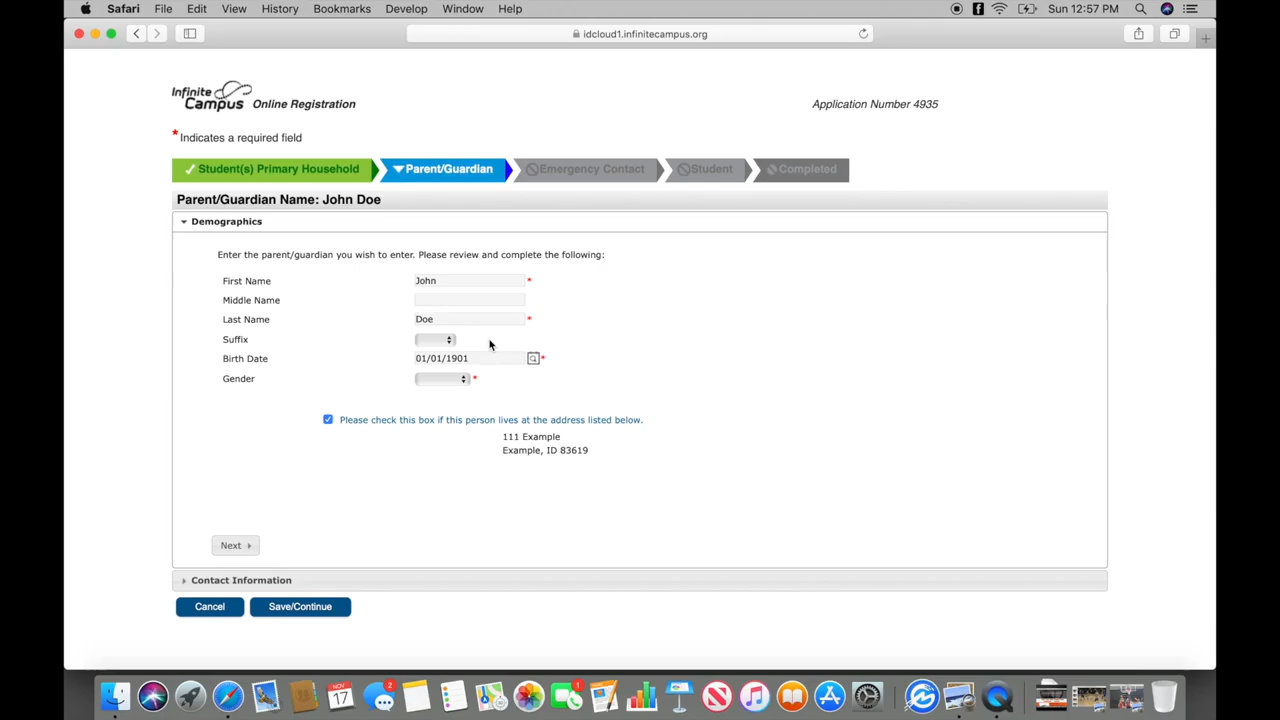 Safari File Edit View History Bookmarks Develop Window Help Sun 12:57 PM
idcloud1.infinitecampus.org
Infinite Campus Online Registration Application Number 4935
* Indicates a required field
Student(s) Primary Household Parent/Guardian Emergency Contact Student Completed
Parent/Guardian Name: John Doe
Demographics
Enter the parent/guardian you wish to enter. Please review and complete the following:
First Name John *
Middle Name
Last Name Doe *
Suffix
Birth Date 01/01/1901 *
Gender *
Please check this box if this person lives at the address listed below.
111 Example
Example, ID 83619
Next
Contact Information
Cancel Save/Continue
NOV 17 2 1